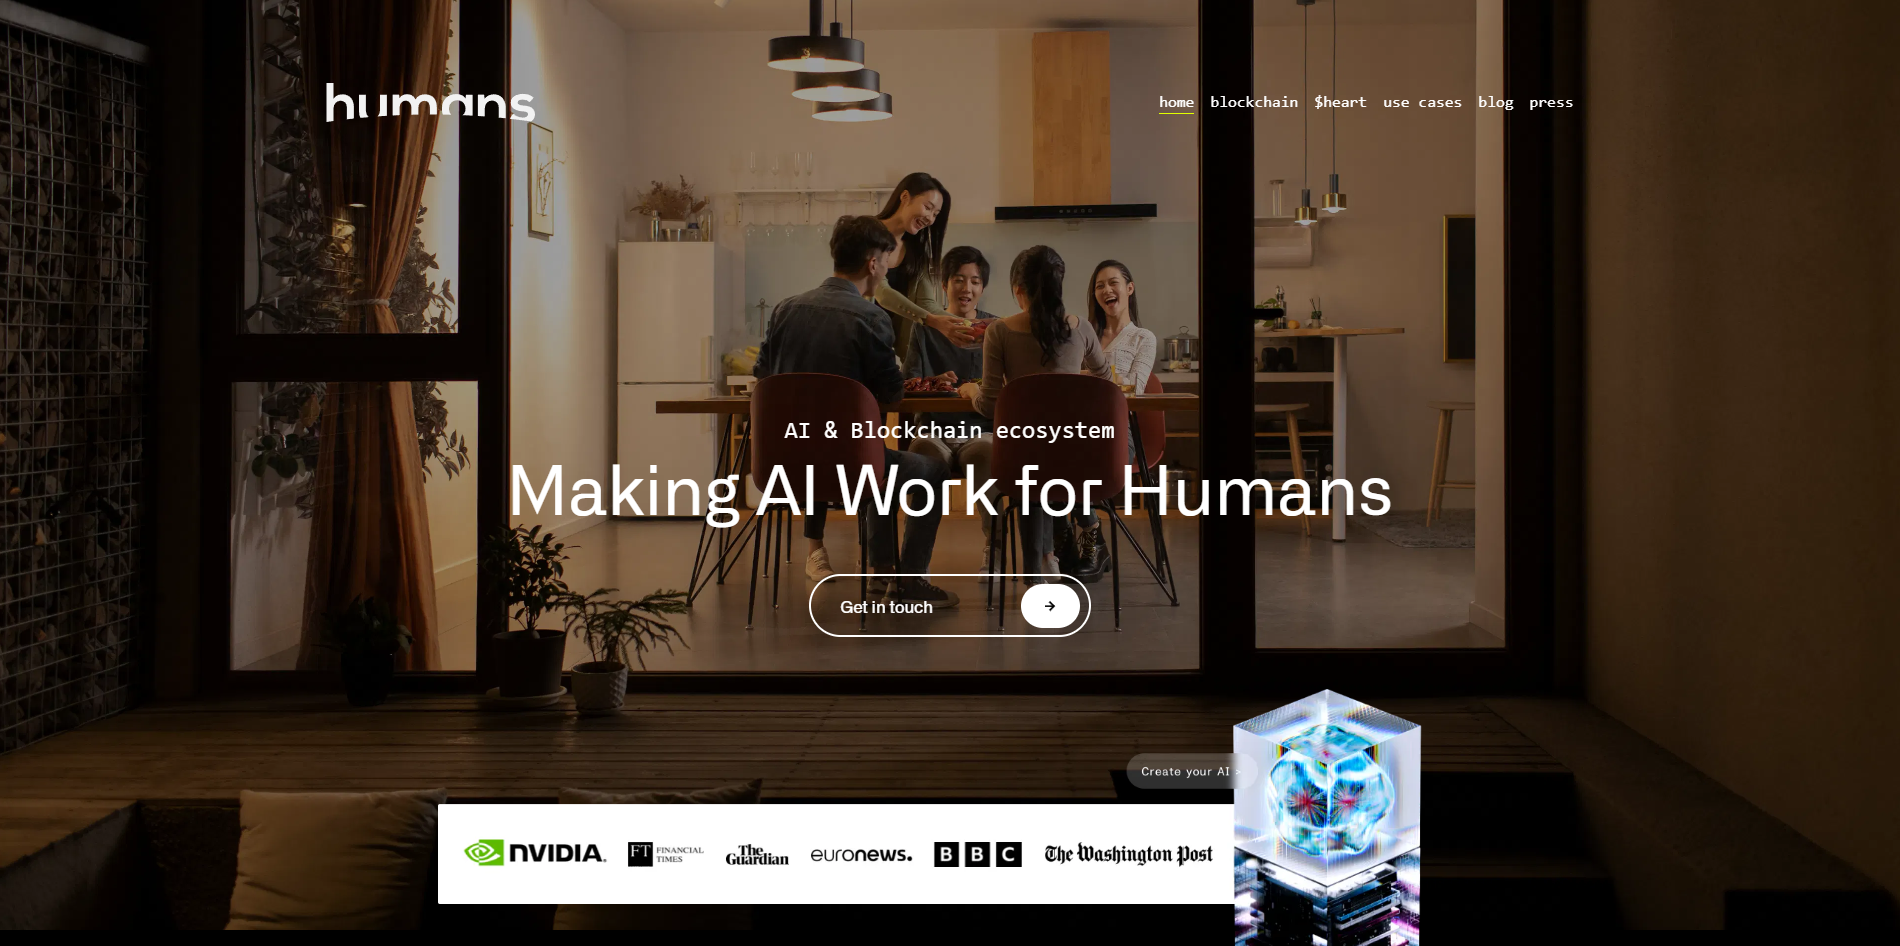 humans
home blockchain $heart use cases blog press
AI & Blockchain ecosystem
Making AI Work for Humans
Get in touch →
Create your AI >
NVIDIA.
FT FINANCIAL TIMES
The Guardian
euronews.
BBC
The Washington Post